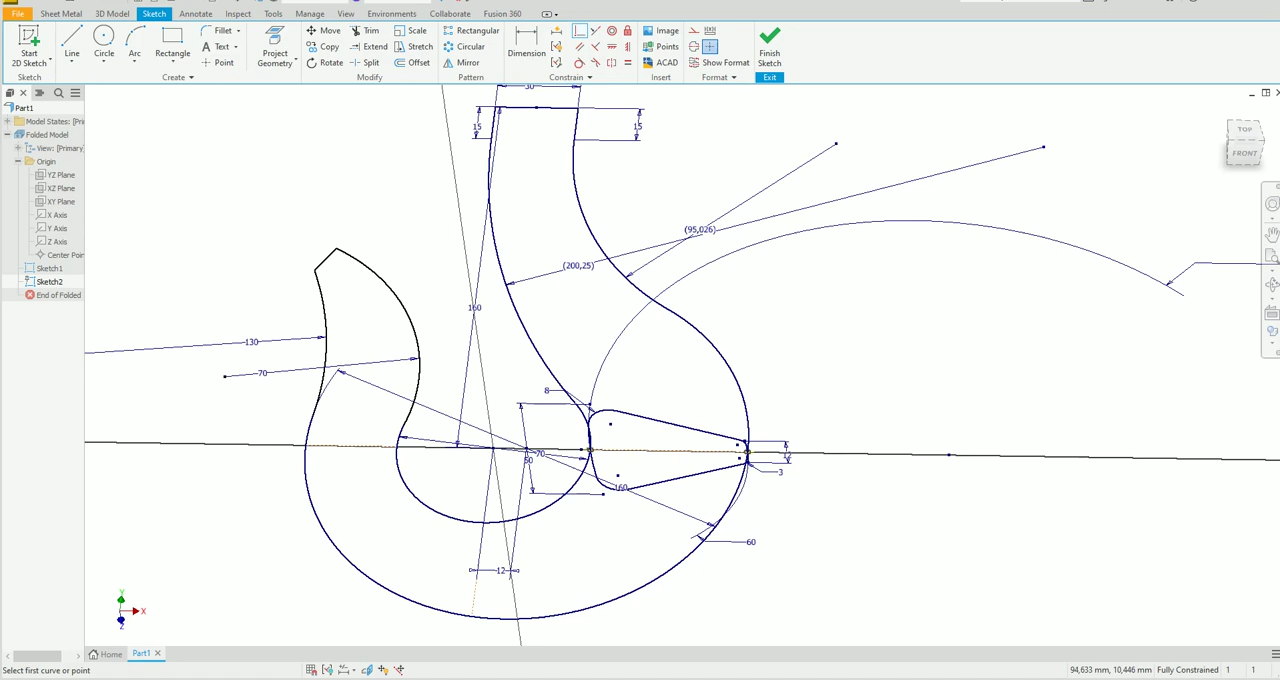 File Sheet Metal 3D Model Sketch Annotate Inspect Tools Manage View Environments Collaborate Fusion 360
Start
2D Sketch
Line
Circle
Arc
Rectangle
Fillet
Text
Point
Project
Geometry
Move
Copy
Rotate
Trim
Extend
Split
Scale
Stretch
Offset
Rectangular
Circular
Mirror
Dimension
Image
Points
ACAD
Show Format
Finish
Sketch
Sketch Create Modify Pattern Constrain Insert Format Exit
Part1
Model States: [Pri
Folded Model
View: [Primary]
Origin
YZ Plane
XZ Plane
XY Plane
X Axis
Y Axis
Z Axis
Center Poin
Sketch1
Sketch2
End of Folded
TOP
FRONT
30
15
15
(95,026)
(200,25)
160
130
70
8
70
50
160
3
60
12
Y
X
Z
Home Part1
Select first curve or point
94,633 mm, 10,446 mm Fully Constrained 1 1